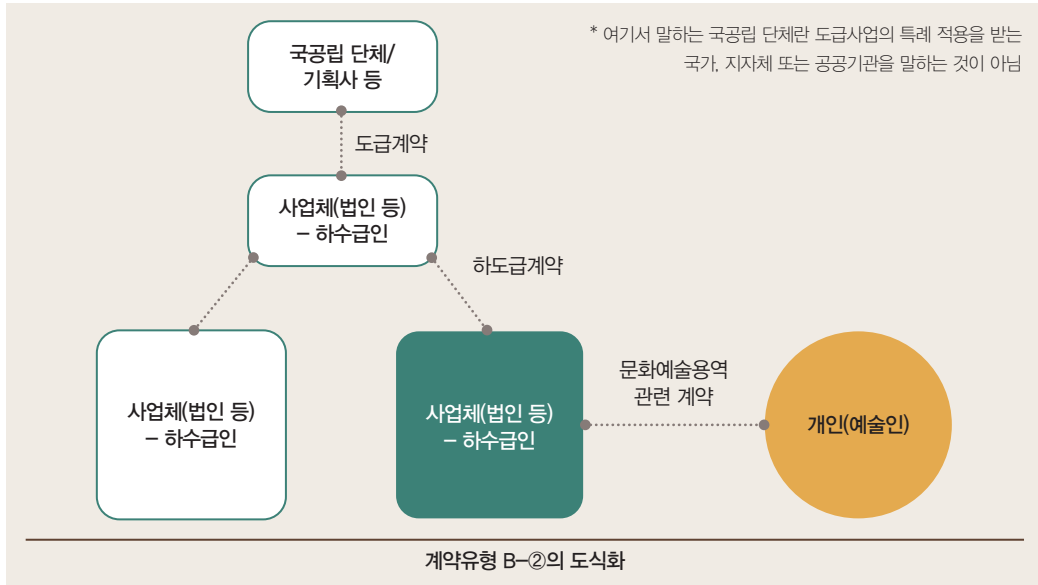 국공립 단체/
기획사 등
* 여기서 말하는 국공립 단체란 도급사업의 특례 적용을 받는
국가, 지자체 또는 공공기관을 말하는 것이 아님
도급계약
사업체(법인 등)
– 하수급인
하도급계약
사업체(법인 등)
– 하수급인
사업체(법인 등)
– 하수급인
문화예술용역
관련 계약
개인(예술인)
계약유형 B–②의 도식화